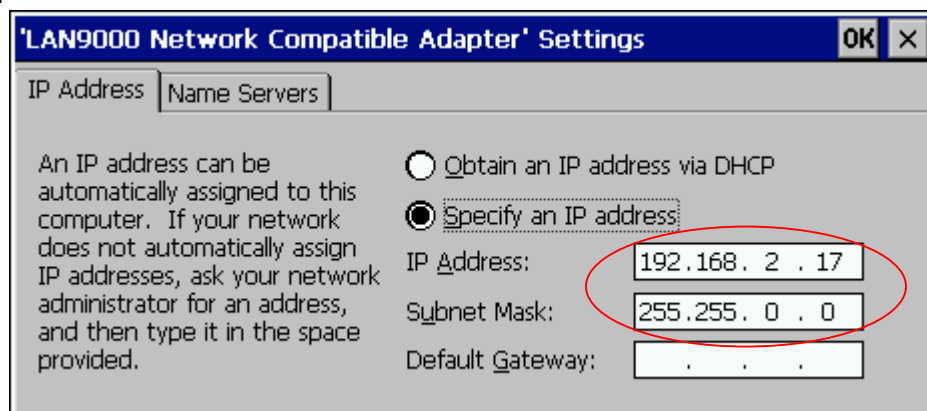 'LAN9000 Network Compatible Adapter' Settings OK ×
IP Address Name Servers
An IP address can be
automatically assigned to this
computer. If your network
does not automatically assign
IP addresses, ask your network
administrator for an address,
and then type it in the space
provided.
Obtain an IP address via DHCP
Specify an IP address
IP Address: 192.168. 2 . 17
Subnet Mask: 255.255. 0 . 0
Default Gateway: . . .